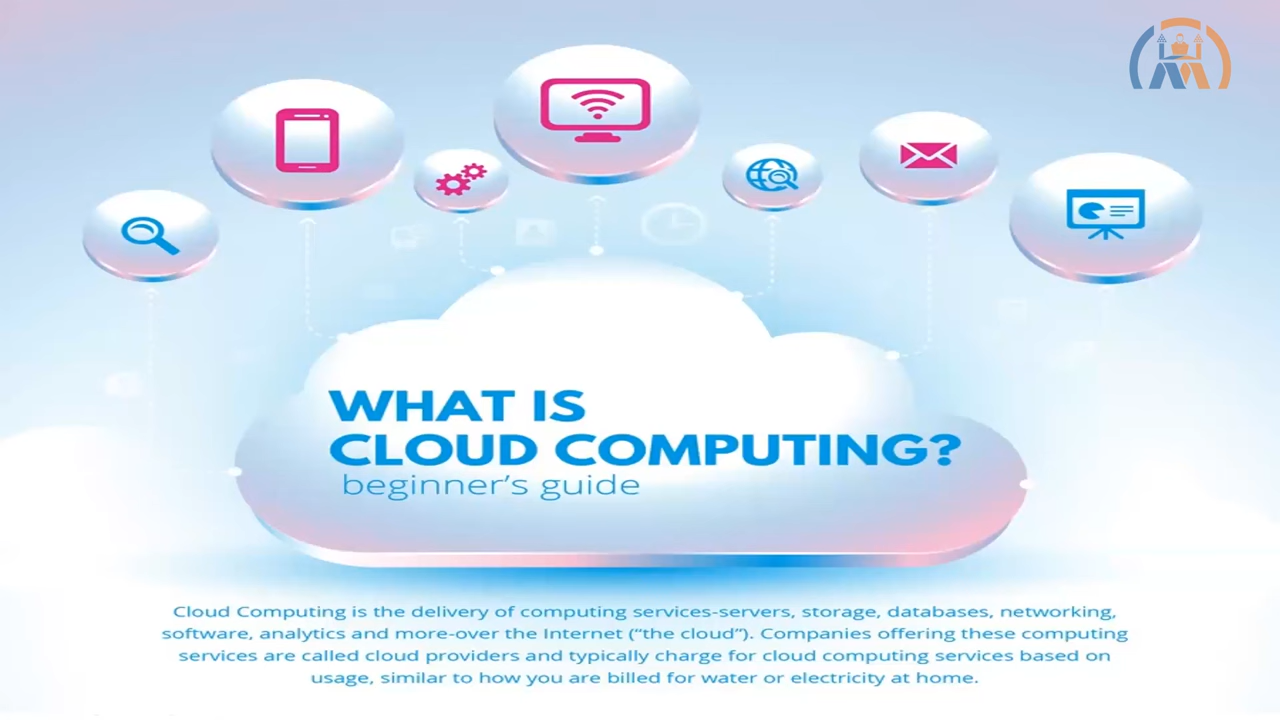 WHAT IS
CLOUD COMPUTING?
beginner's guide
Cloud Computing is the delivery of computing services-servers, storage, databases, networking,
software, analytics and more-over the Internet (“the cloud”). Companies offering these computing
services are called cloud providers and typically charge for cloud computing services based on
usage, similar to how you are billed for water or electricity at home.